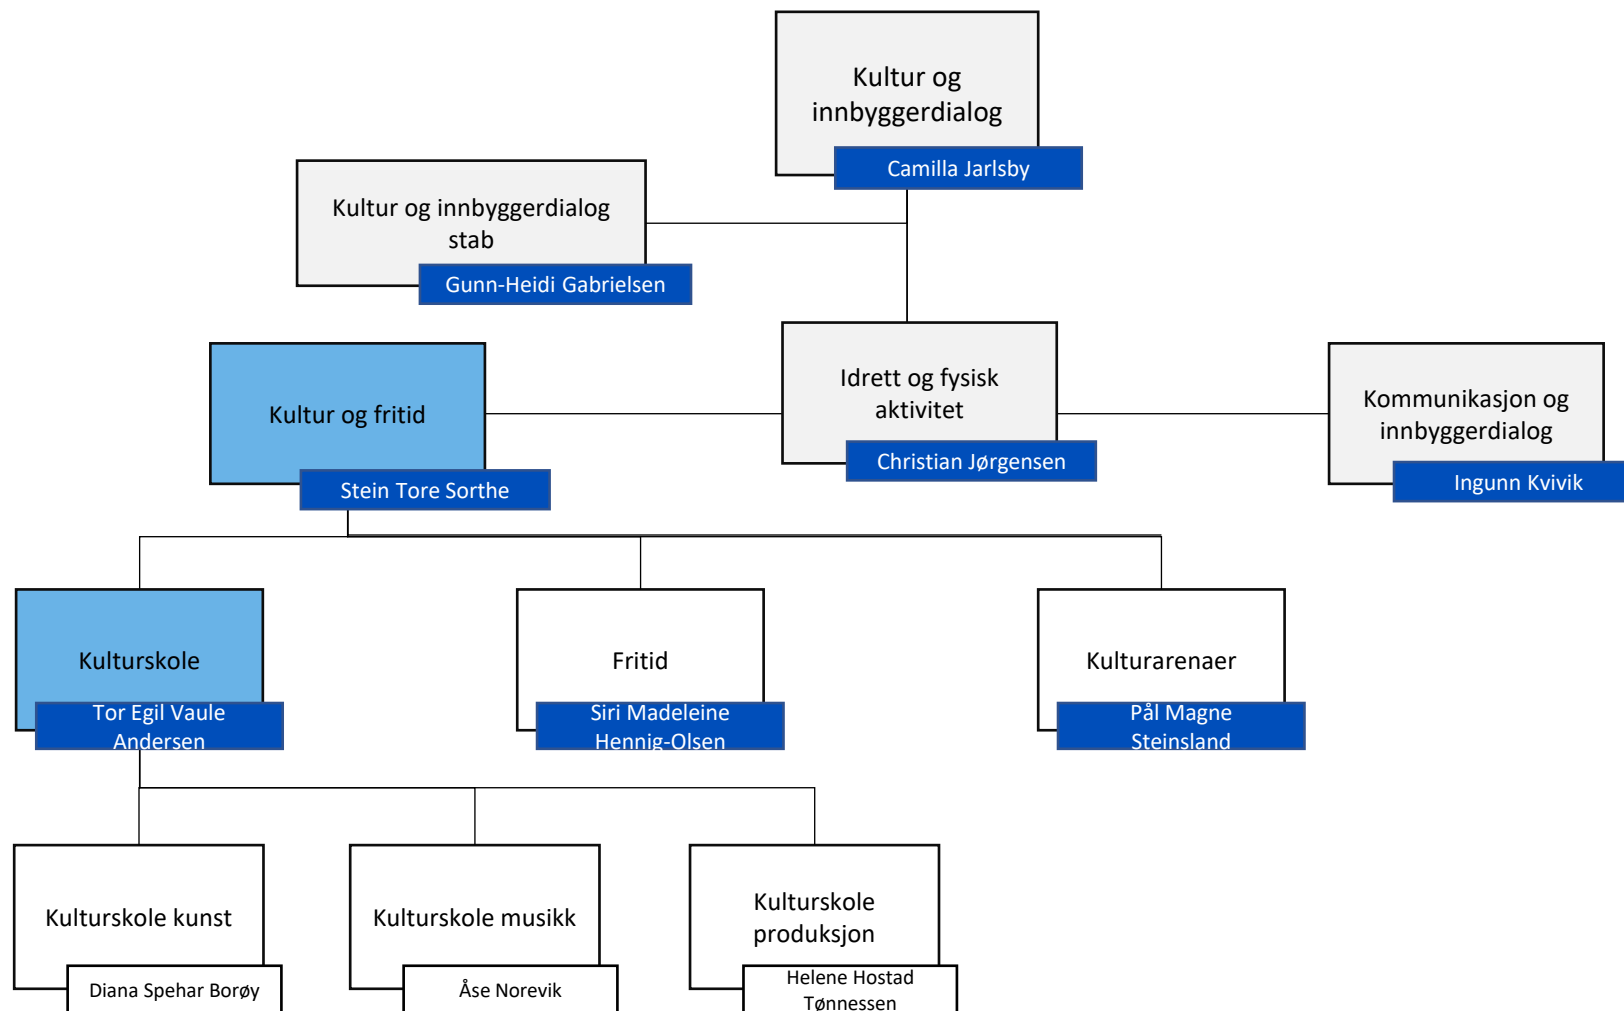 Kultur og
innbyggerdialog
Camilla Jarlsby
Kultur og innbyggerdialog
stab
Gunn-Heidi Gabrielsen
Kultur og fritid
Stein Tore Sorthe
Idrett og fysisk
aktivitet
Christian Jørgensen
Kommunikasjon og
innbyggerdialog
Ingunn Kvivik
Kulturskole
Tor Egil Vaule
Andersen
Fritid
Siri Madeleine
Hennig-Olsen
Kulturarenaer
Pål Magne
Steinsland
Kulturskole kunst
Diana Spehar Borøy
Kulturskole musikk
Åse Norevik
Kulturskole
produksjon
Helene Hostad
Tønnessen